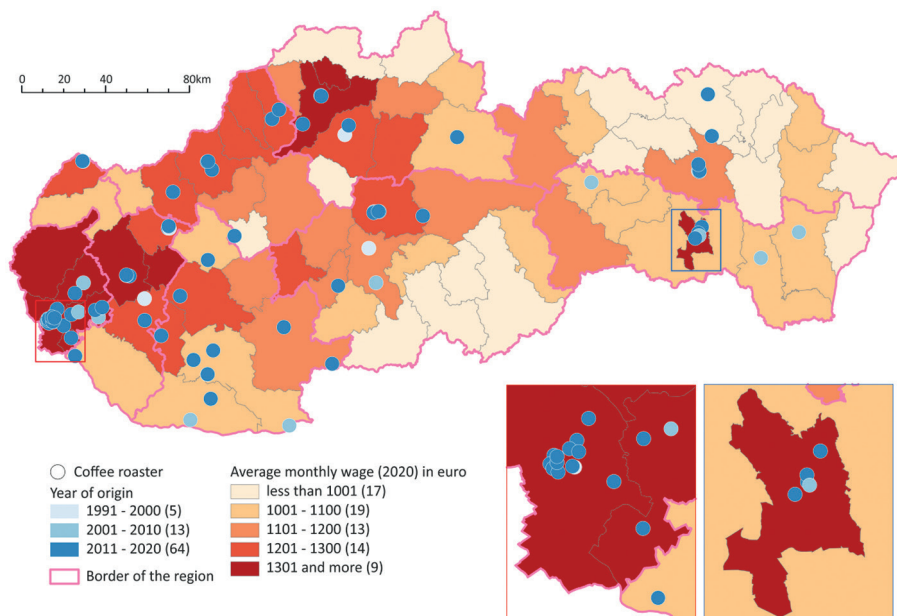 0 20 40 80km
Coffee roaster
Year of origin
1991 - 2000 (5)
2001 - 2010 (13)
2011 - 2020 (64)
Border of the region
Average monthly wage (2020) in euro
less than 1001 (17)
1001 - 1100 (19)
1101 - 1200 (13)
1201 - 1300 (14)
1301 and more (9)